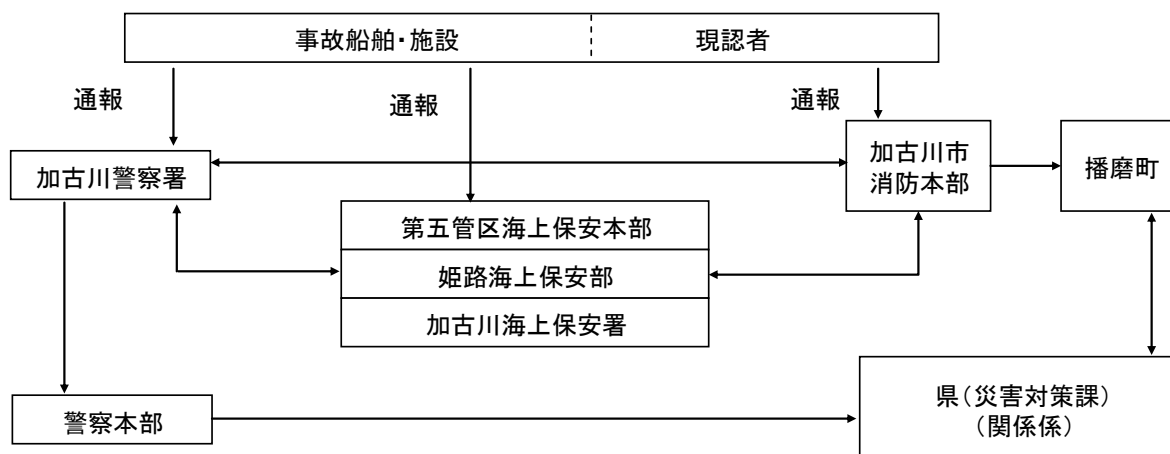 事故船舶・施設
現認者
通報
通報
通報
加古川警察署
加古川市
消防本部
播磨町
第五管区海上保安本部
姫路海上保安部
加古川海上保安署
警察本部
県(災害対策課)
(関係係)